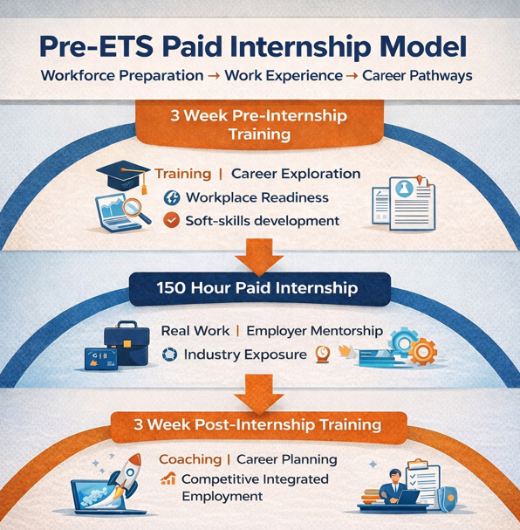 Pre-ETS Paid Internship Model
Workforce Preparation → Work Experience → Career Pathways
3 Week Pre-Internship
Training
Training | Career Exploration
Workplace Readiness
Soft-skills development
150 Hour Paid Internship
Real Work | Employer Mentorship
Industry Exposure
3 Week Post-Internship Training
Coaching | Career Planning
Competitive Integrated
Employment